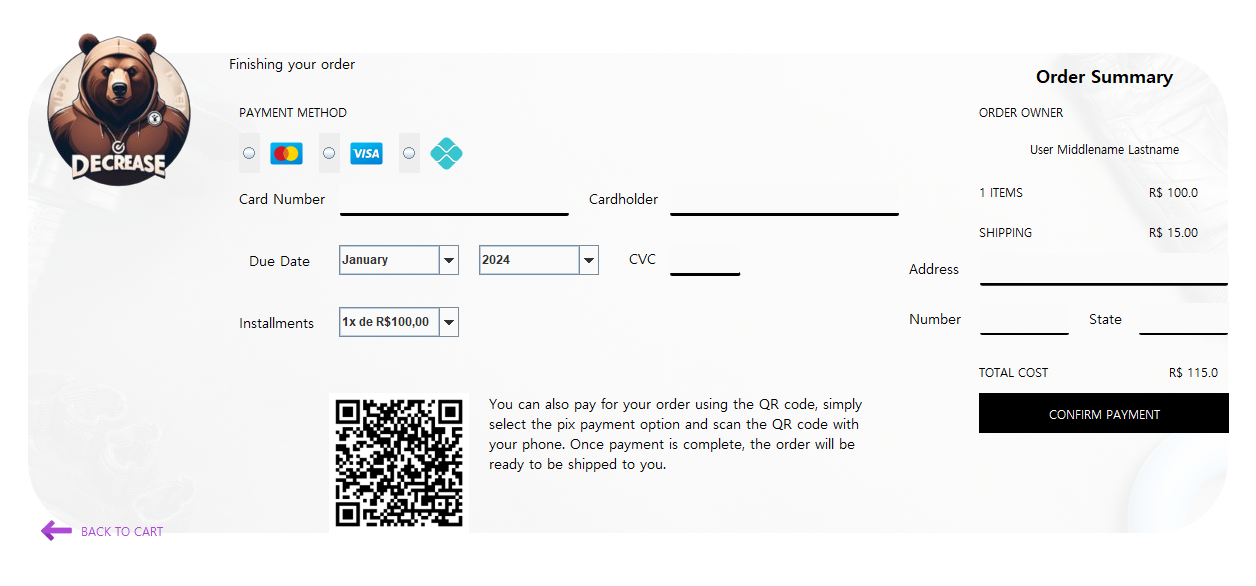 DECREASE
Finishing your order
PAYMENT METHOD
VISA
Card Number
Cardholder
Due Date
January
2024
CVC
Installments
1x de R$100,00
You can also pay for your order using the QR code, simply
select the pix payment option and scan the QR code with
your phone. Once payment is complete, the order will be
ready to be shipped to you.
BACK TO CART
Order Summary
ORDER OWNER
User Middlename Lastname
1 ITEMS R$ 100.0
SHIPPING R$ 15.00
Address
Number
State
TOTAL COST R$ 115.0
CONFIRM PAYMENT